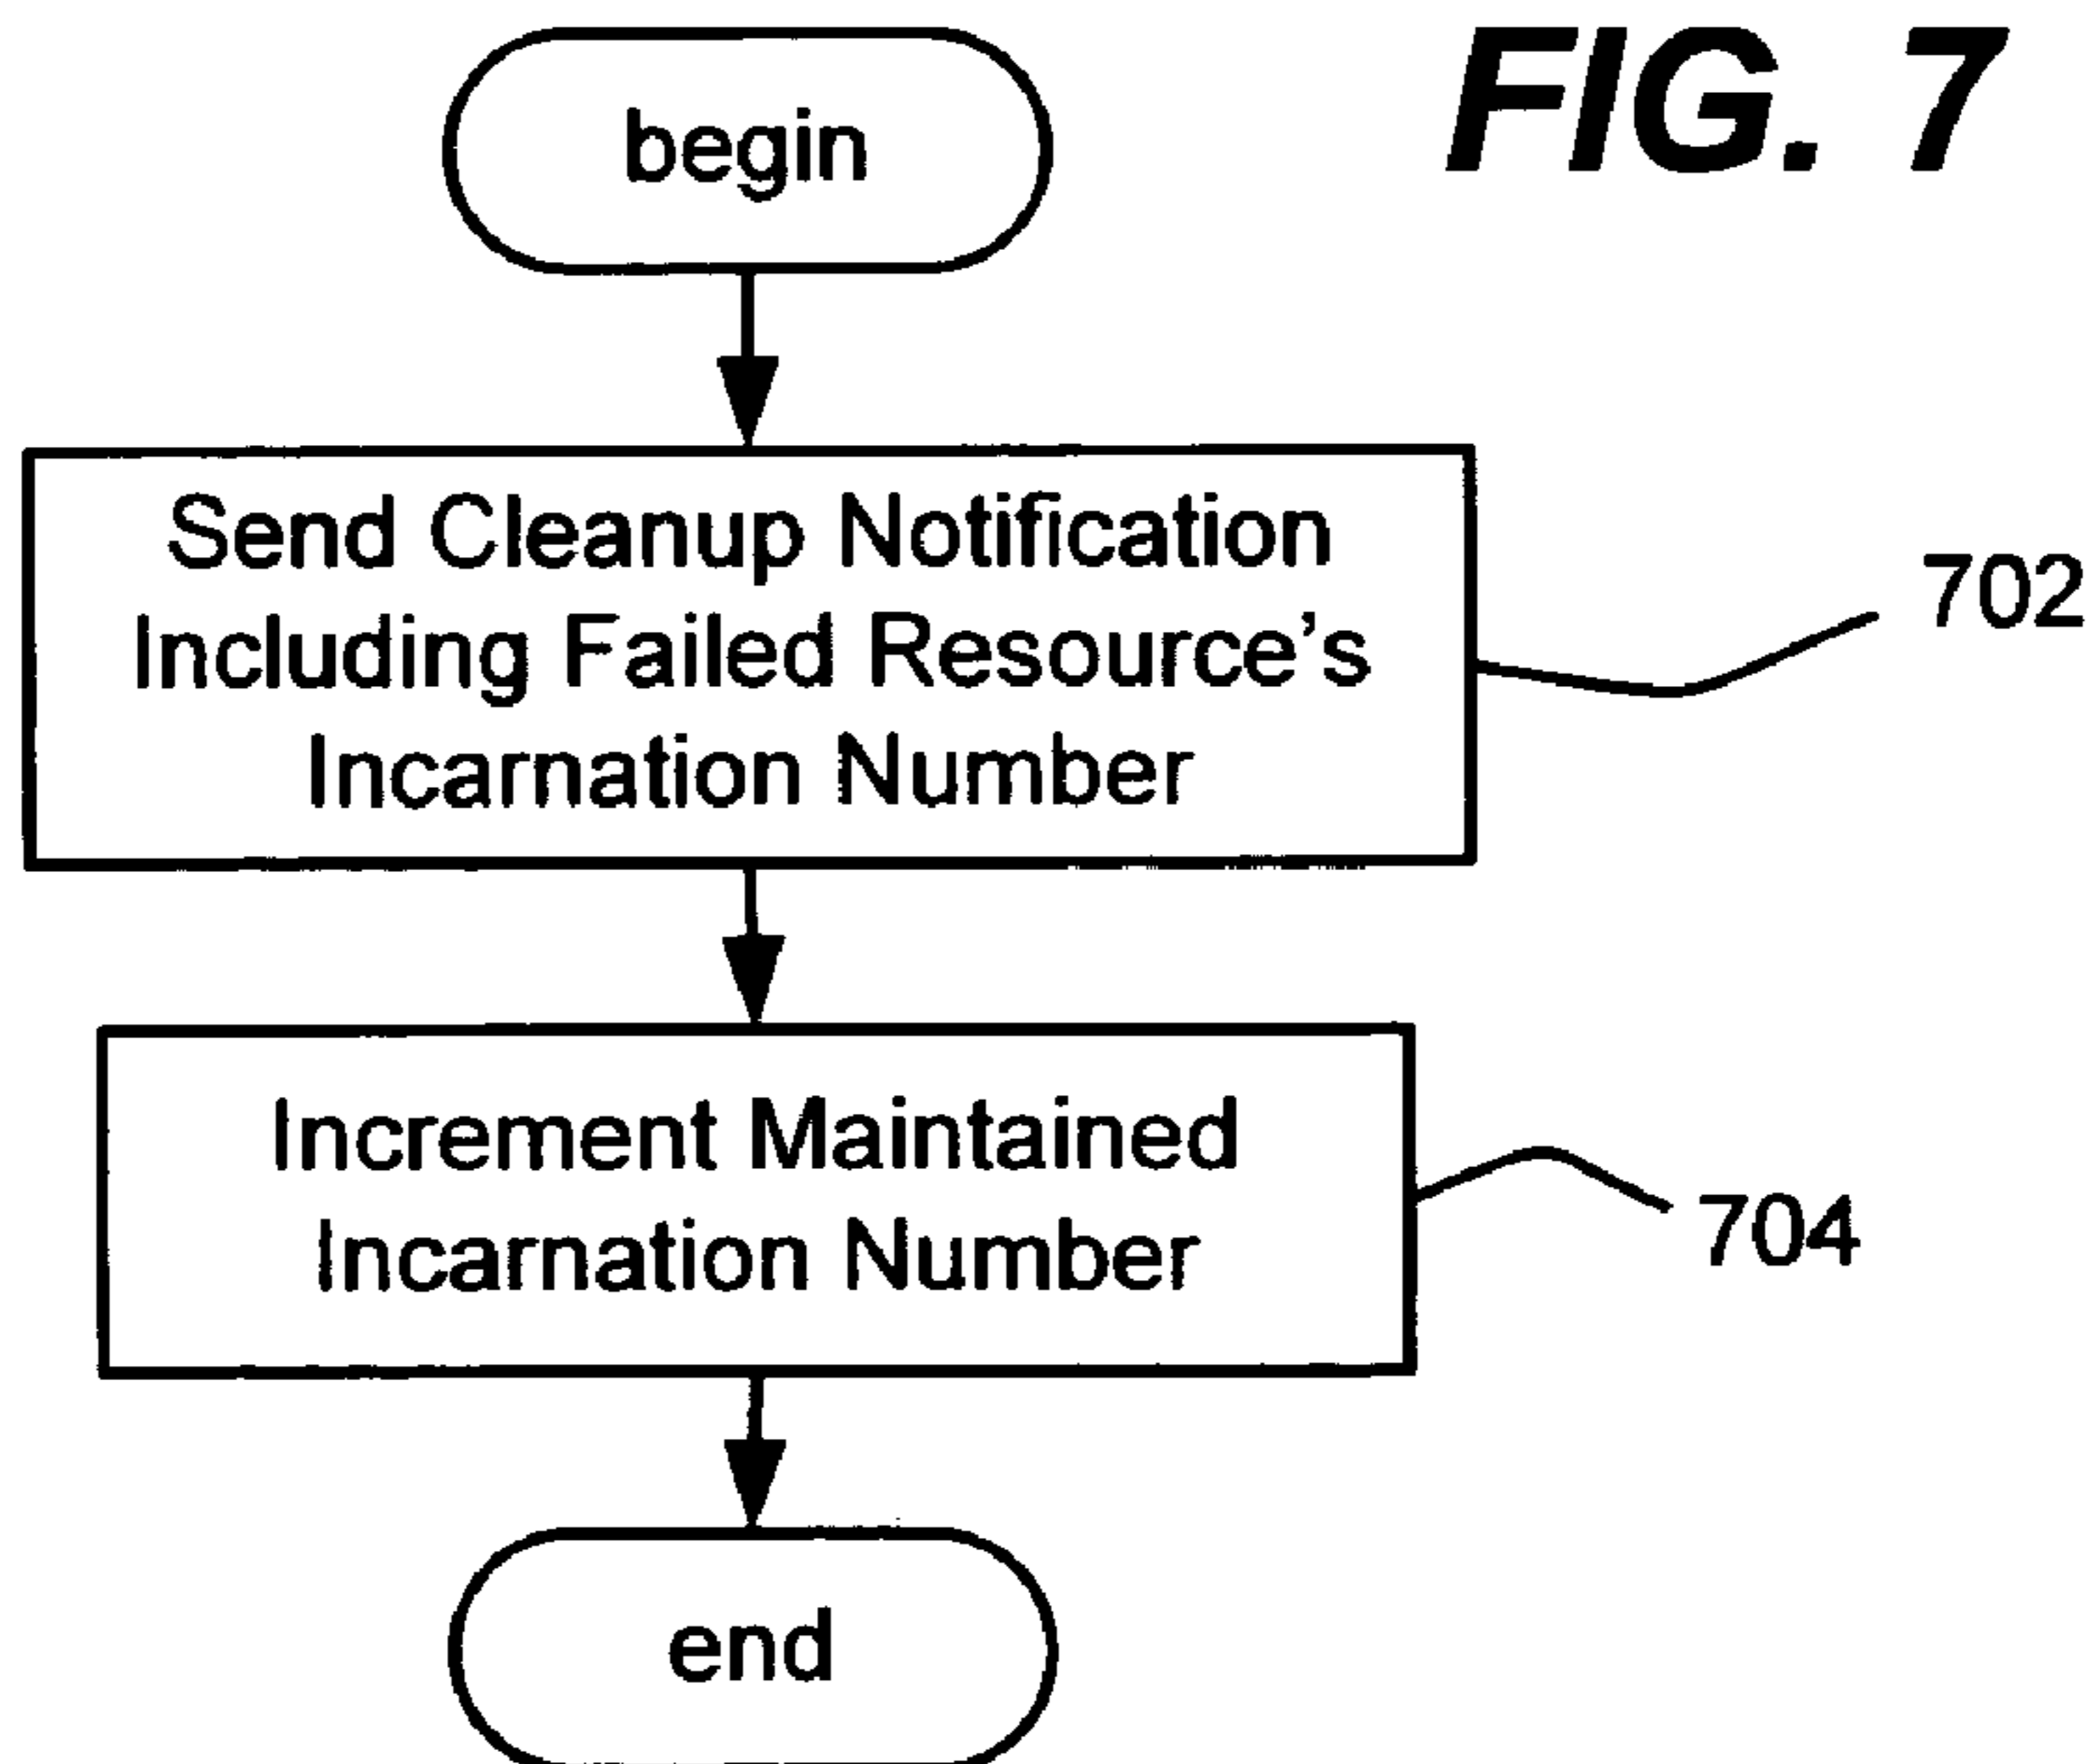 FIG. 7
begin
Send Cleanup Notification
Including Failed Resource's
Incarnation Number
702
Increment Maintained
Incarnation Number
704
end